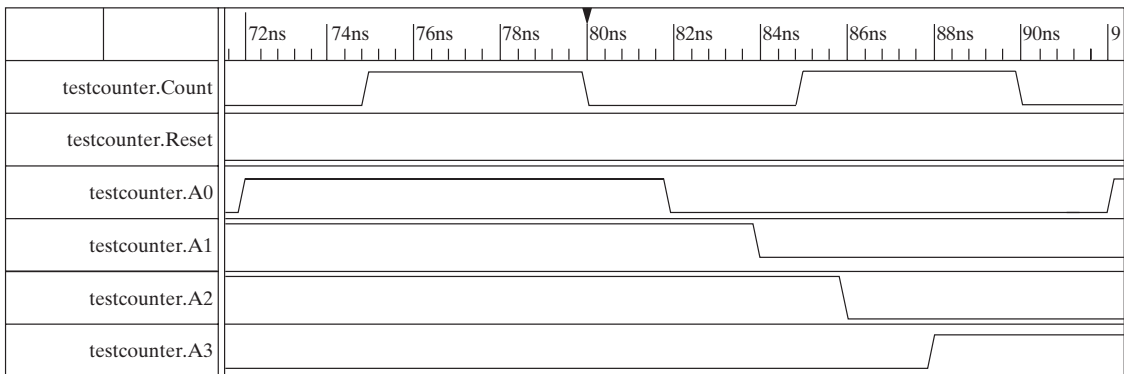 72ns 74ns 76ns 78ns 80ns 82ns 84ns 86ns 88ns 90ns 9
testcounter.Count
testcounter.Reset
testcounter.A0
testcounter.A1
testcounter.A2
testcounter.A3